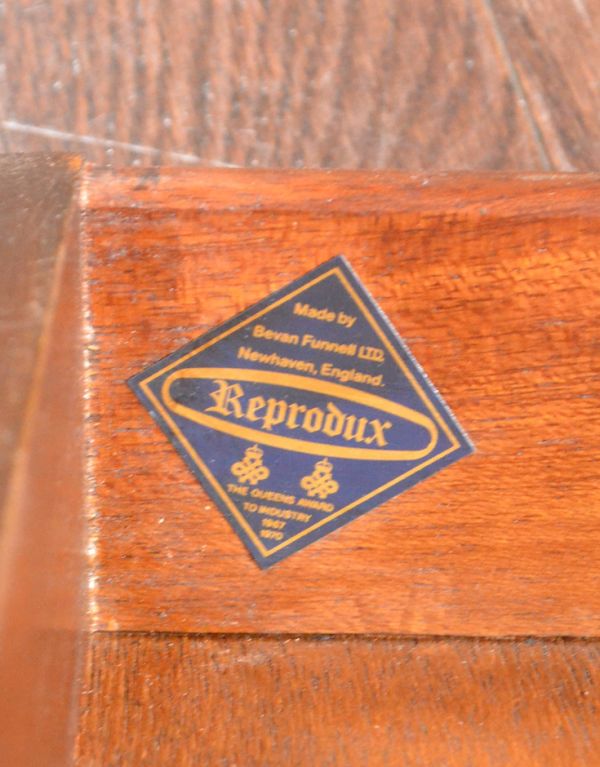 Made by
Bevan Funnell LTD.
Newhaven, England.
Reprodux
THE QUEENS AWARD
TO INDUSTRY
1967
1970